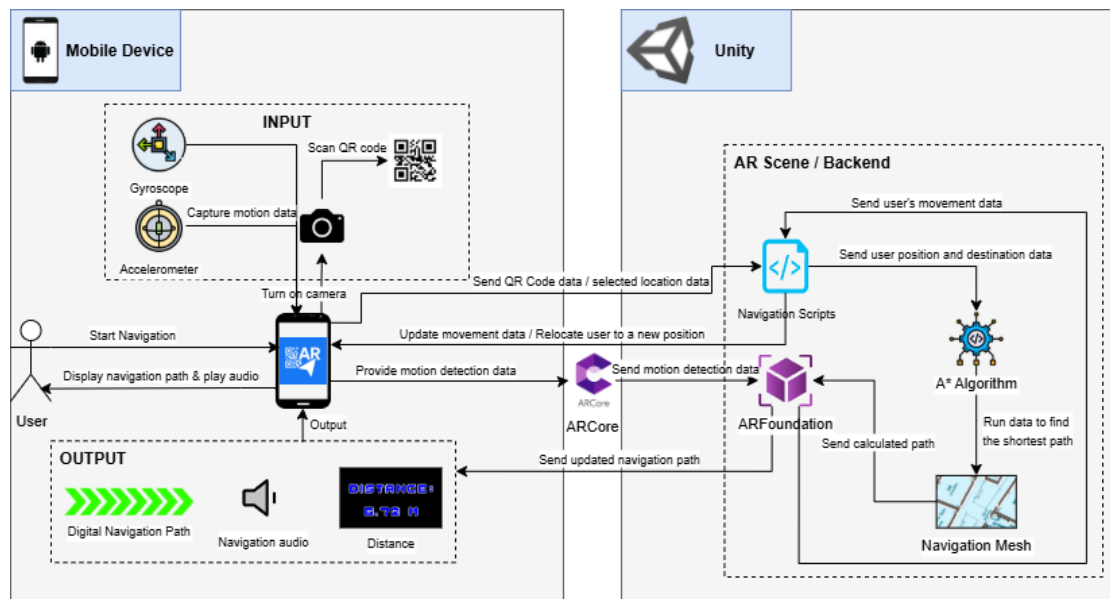 Mobile Device
Unity
INPUT
Scan QR code
Gyroscope
Capture motion data
Accelerometer
Turn on camera
AR Scene / Backend
Send user's movement data
Send user position and destination data
Send QR Code data / selected location data
Navigation Scripts
Start Navigation
Update movement data / Relocate user to a new position
AR
A* Algorithm
Display navigation path & play audio
Provide motion detection data
ARCore
ARCore
Send motion detection data
ARFoundation
User
Output
Run data to find
the shortest path
Send calculated path
OUTPUT
Send updated navigation path
DISTANCE:
6.72 M
Digital Navigation Path
Navigation audio
Distance
Navigation Mesh